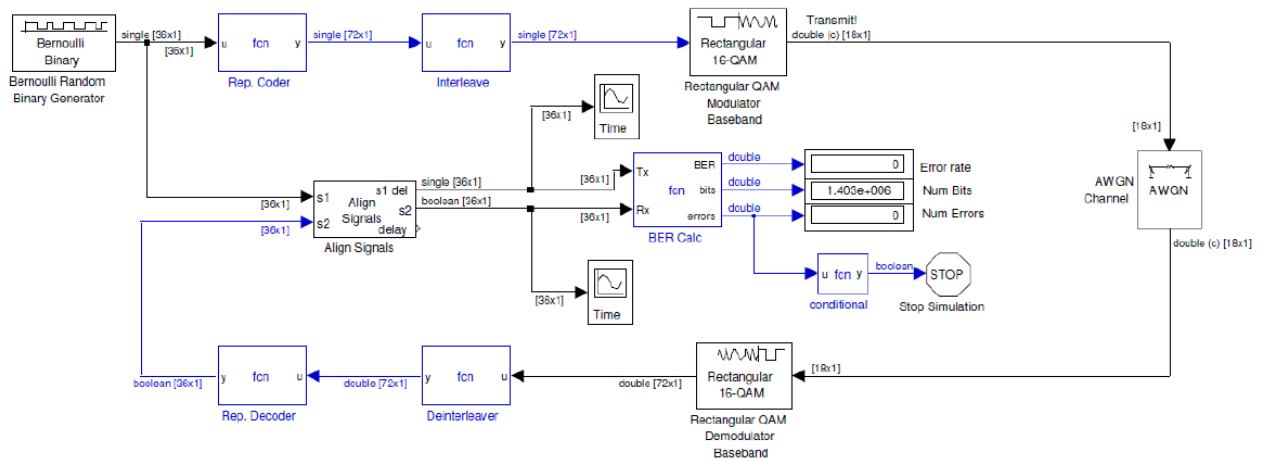 Bernoulli
Binary
Bernoulli Random
Binary Generator
single [36x1]
[36x1]
u fcn y
Rep. Coder
single [72x1]
u fcn y
Interleave
single [72x1]
Rectangular
16-QAM
Rectangular QAM
Modulator
Baseband
Transmit!
double (c) [18x1]
[18x1]
AWGN
AWGN
Channel
double (c) [18x1]
[36x1]
Time
[36x1]
s1
s2
[36x1]
Align
Signals
s1 del
s2
delay
Align Signals
single [36x1]
boolean [36x1]
[36x1]
[36x1]
Tx
Rx
fcn
BER
bits
errors
BER Calc
double
double
double
0
Error rate
1.403e+006
Num Bits
0
Num Errors
u fcn y
conditional
boolean
STOP
Stop Simulation
[36x1]
Time
boolean [36x1]
y fcn u
Rep. Decoder
double [72x1]
y fcn u
Deinterleaver
double [72x1]
Rectangular
16-QAM
Rectangular QAM
Demodulator
Baseband
[18x1]